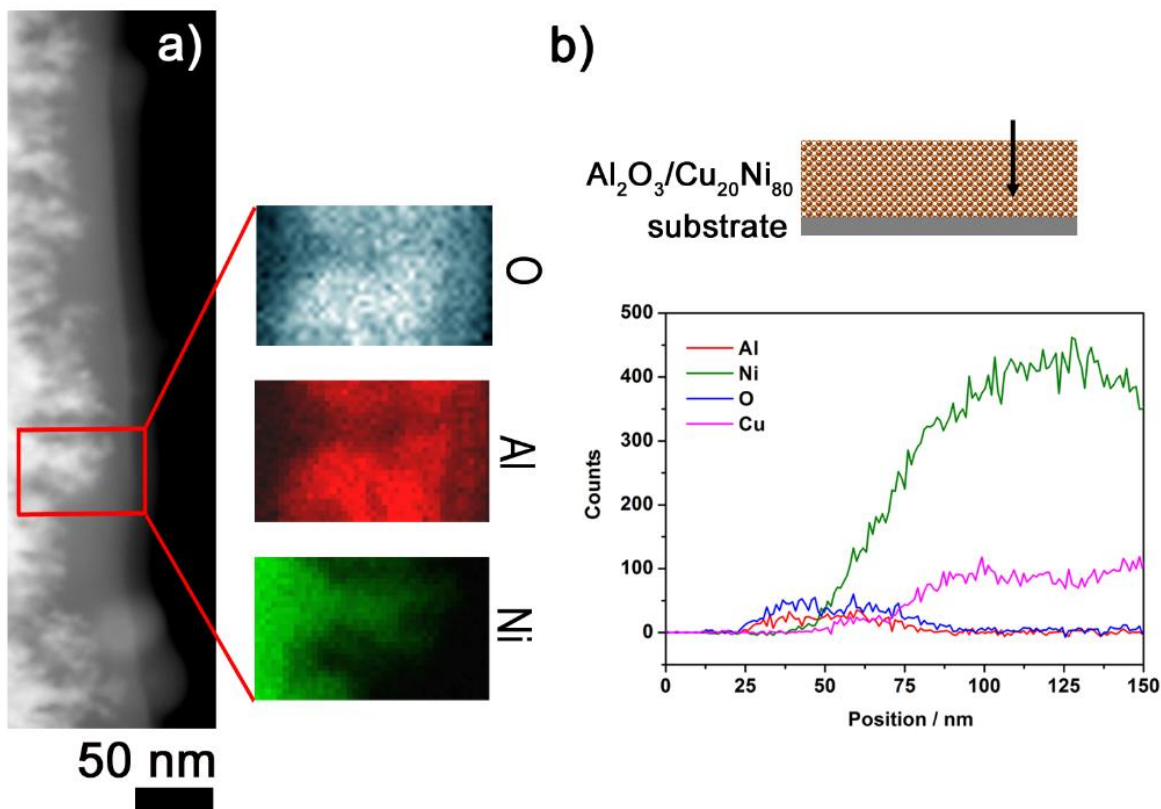 a)
50 nm
O
Al
Ni
b)
Al₂O₃/Cu₂₀Ni₈₀
substrate
500
400
300
200
100
0
Counts
Al
Ni
O
Cu
0 25 50 75 100 125 150
Position / nm